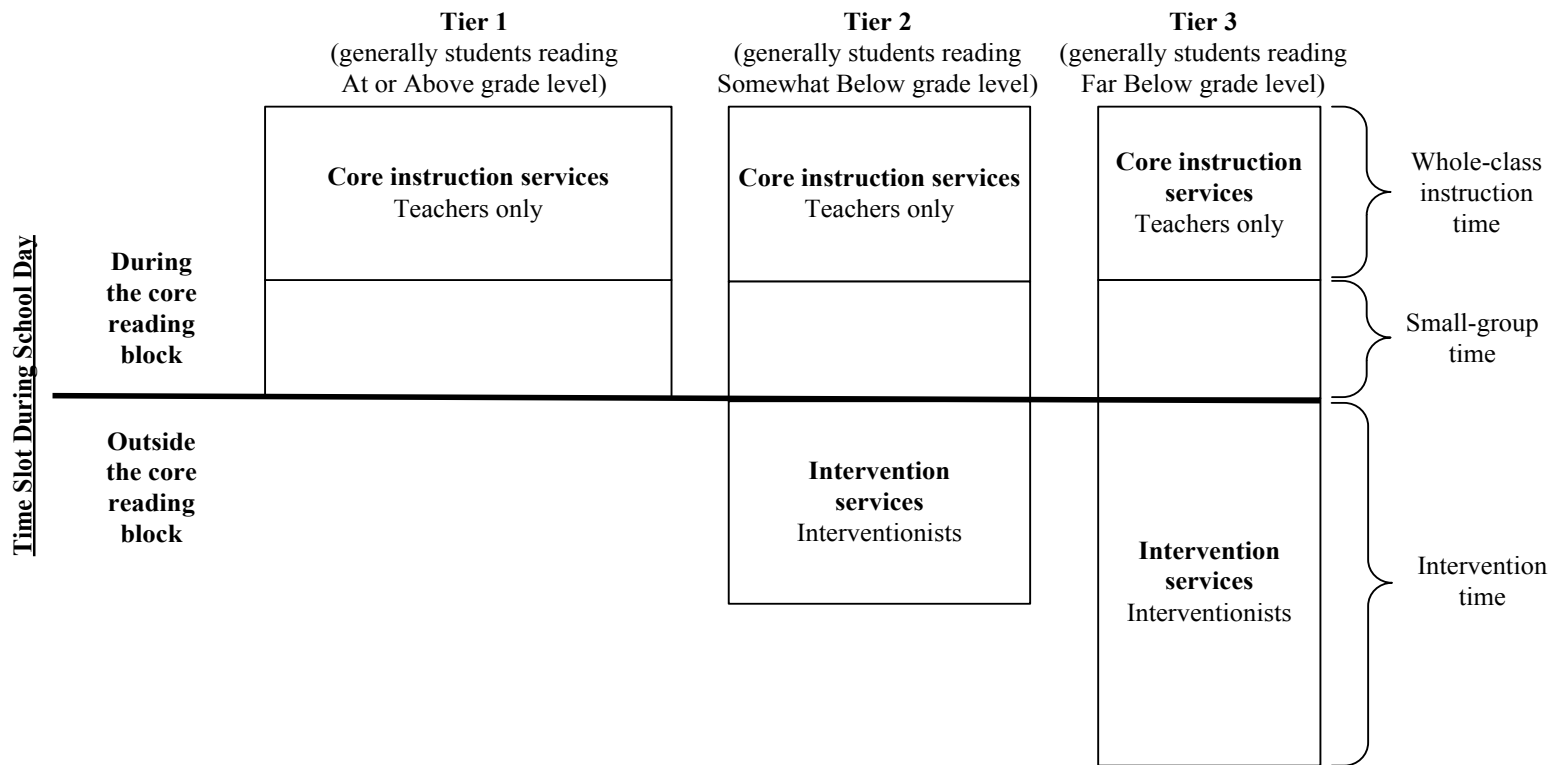 Tier 1
(generally students reading
At or Above grade level)
Tier 2
(generally students reading
Somewhat Below grade level)
Tier 3
(generally students reading
Far Below grade level)
Time Slot During School Day
During
the core
reading
block
Core instruction services
Teachers only
Core instruction services
Teachers only
Core instruction
services
Teachers only
Whole-class
instruction
time
Small-group
time
Outside
the core
reading
block
Intervention
services
Interventionists
Intervention
services
Interventionists
Intervention
time